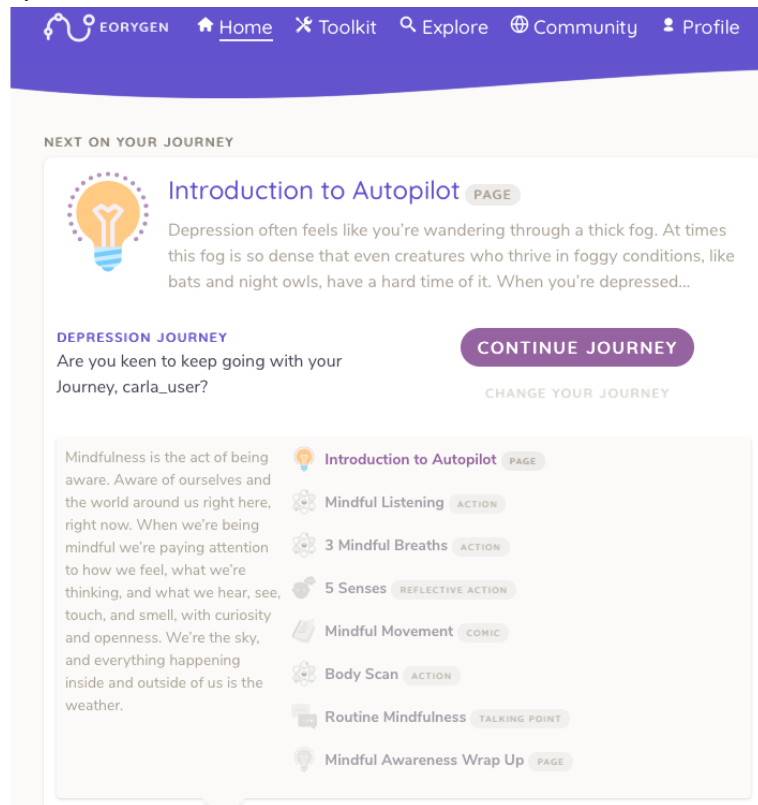 EORYGEN Home Toolkit Explore Community Profile
NEXT ON YOUR JOURNEY
Introduction to Autopilot PAGE
Depression often feels like you're wandering through a thick fog. At times
this fog is so dense that even creatures who thrive in foggy conditions, like
bats and night owls, have a hard time of it. When you're depressed...
DEPRESSION JOURNEY
Are you keen to keep going with your
Journey, carla_user?
CONTINUE JOURNEY
CHANGE YOUR JOURNEY
Mindfulness is the act of being
aware. Aware of ourselves and
the world around us right here,
right now. When we're being
mindful we're paying attention
to how we feel, what we're
thinking, and what we hear, see,
touch, and smell, with curiosity
and openness. We're the sky,
and everything happening
inside and outside of us is the
weather.
Introduction to Autopilot PAGE
Mindful Listening ACTION
3 Mindful Breaths ACTION
5 Senses REFLECTIVE ACTION
Mindful Movement COMIC
Body Scan ACTION
Routine Mindfulness TALKING POINT
Mindful Awareness Wrap Up PAGE